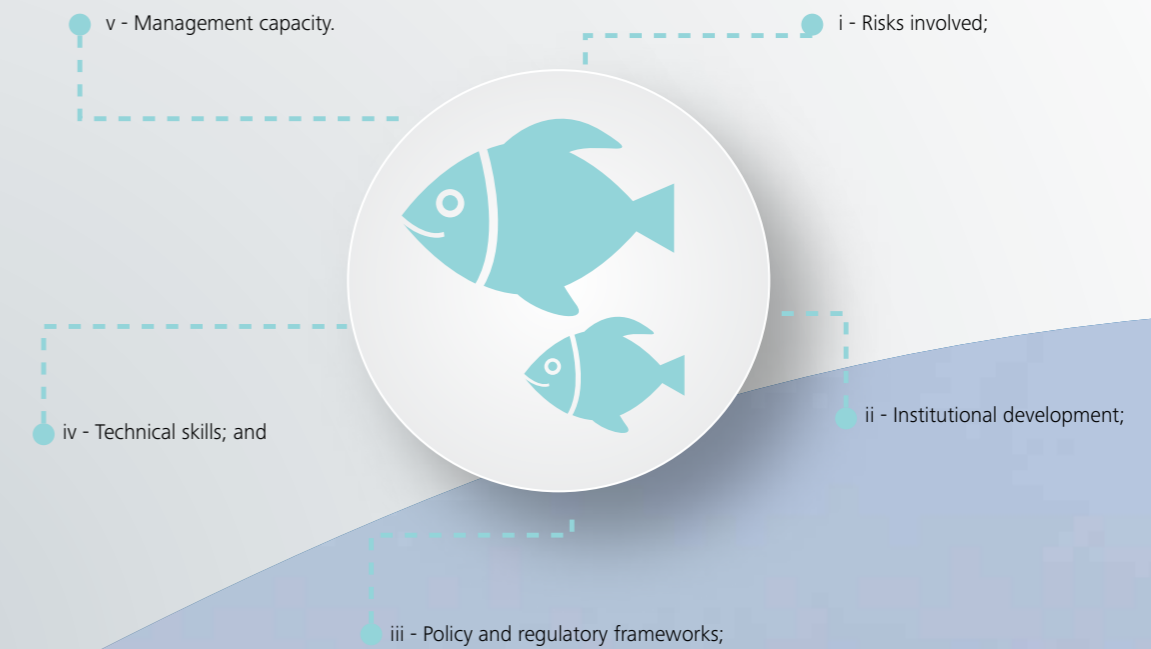 v - Management capacity.
i - Risks involved;
ii - Institutional development;
iv - Technical skills; and
iii - Policy and regulatory frameworks;